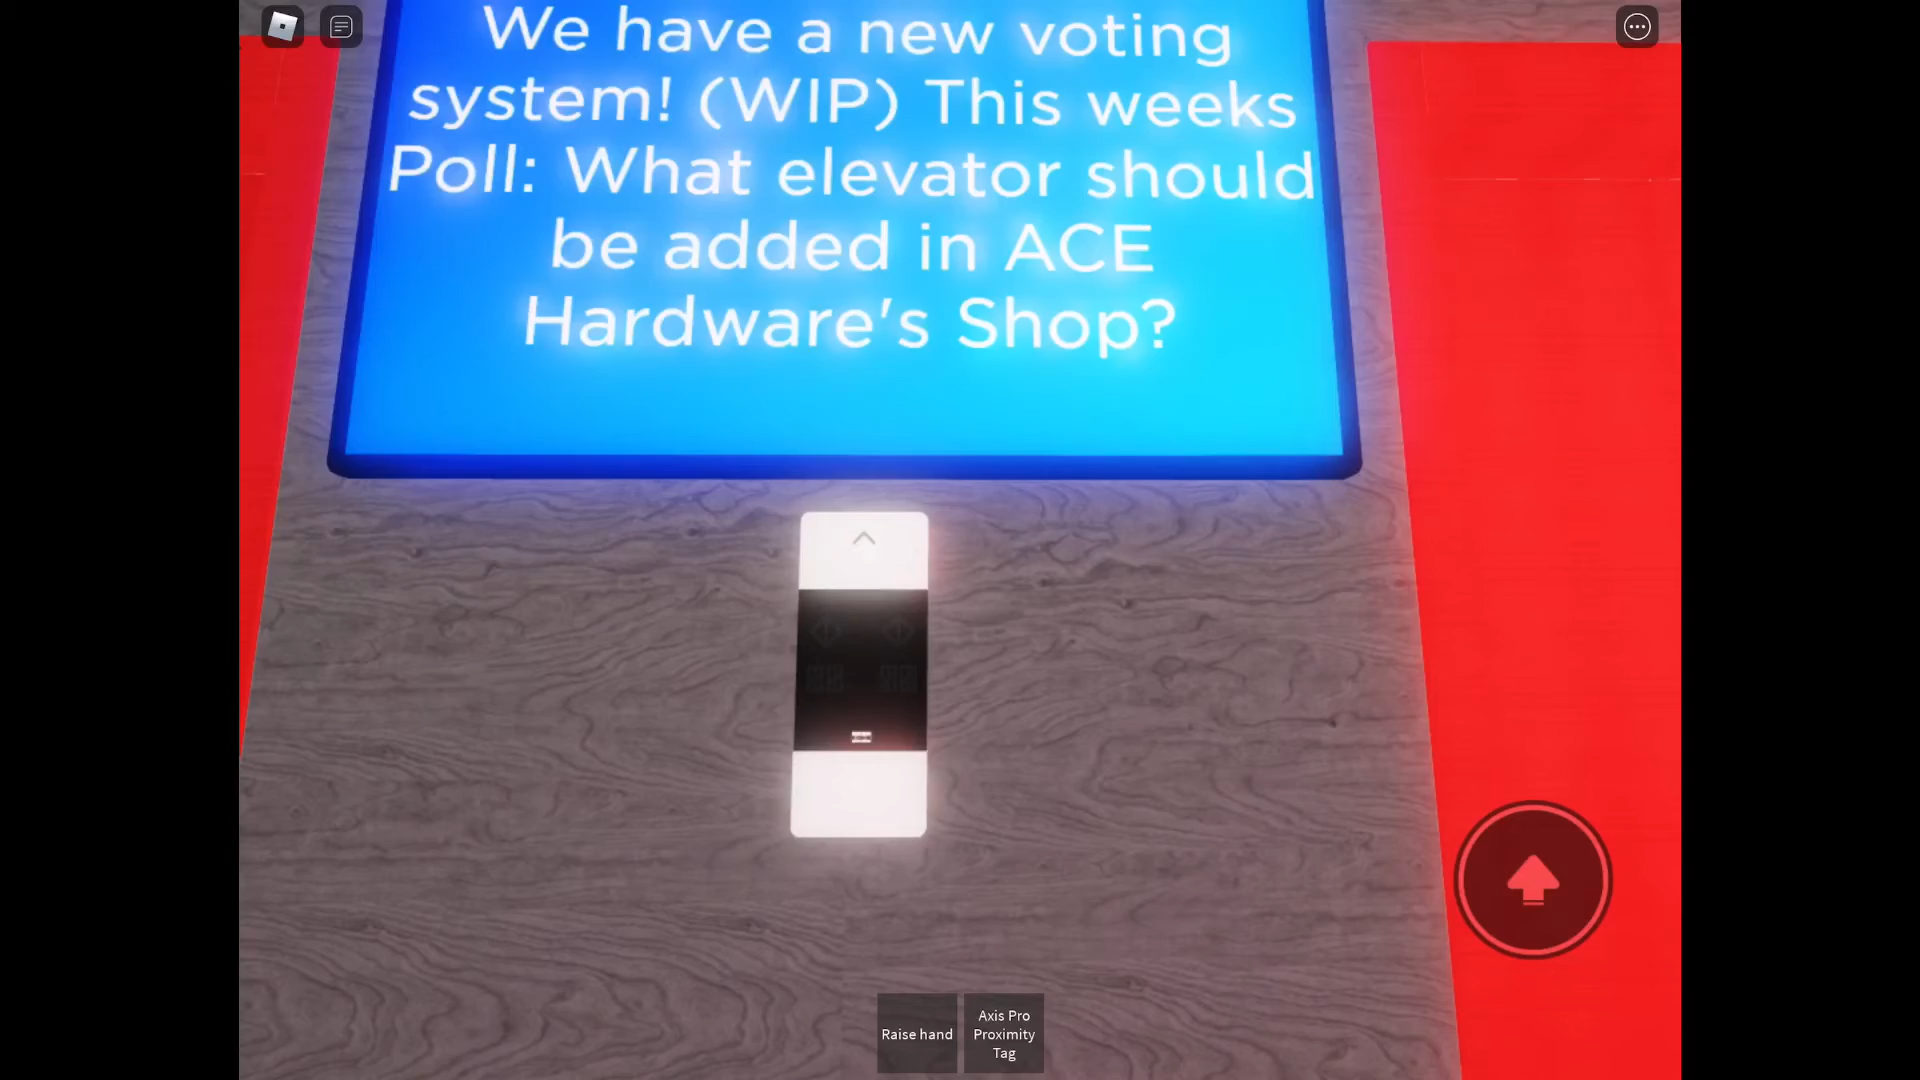 We have a new voting
system! (WIP) This weeks
Poll: What elevator should
be added in ACE
Hardware's Shop?
Raise hand
Axis Pro
Proximity
Tag